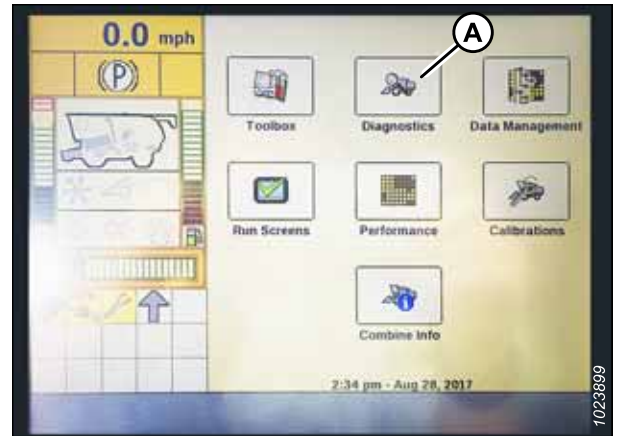 0.0 mph
A
(P)
Toolbox
Diagnostics
Data Management
Run Screens
Performance
Calibrations
Combine Info
2:34 pm - Aug 28, 2017
1023899